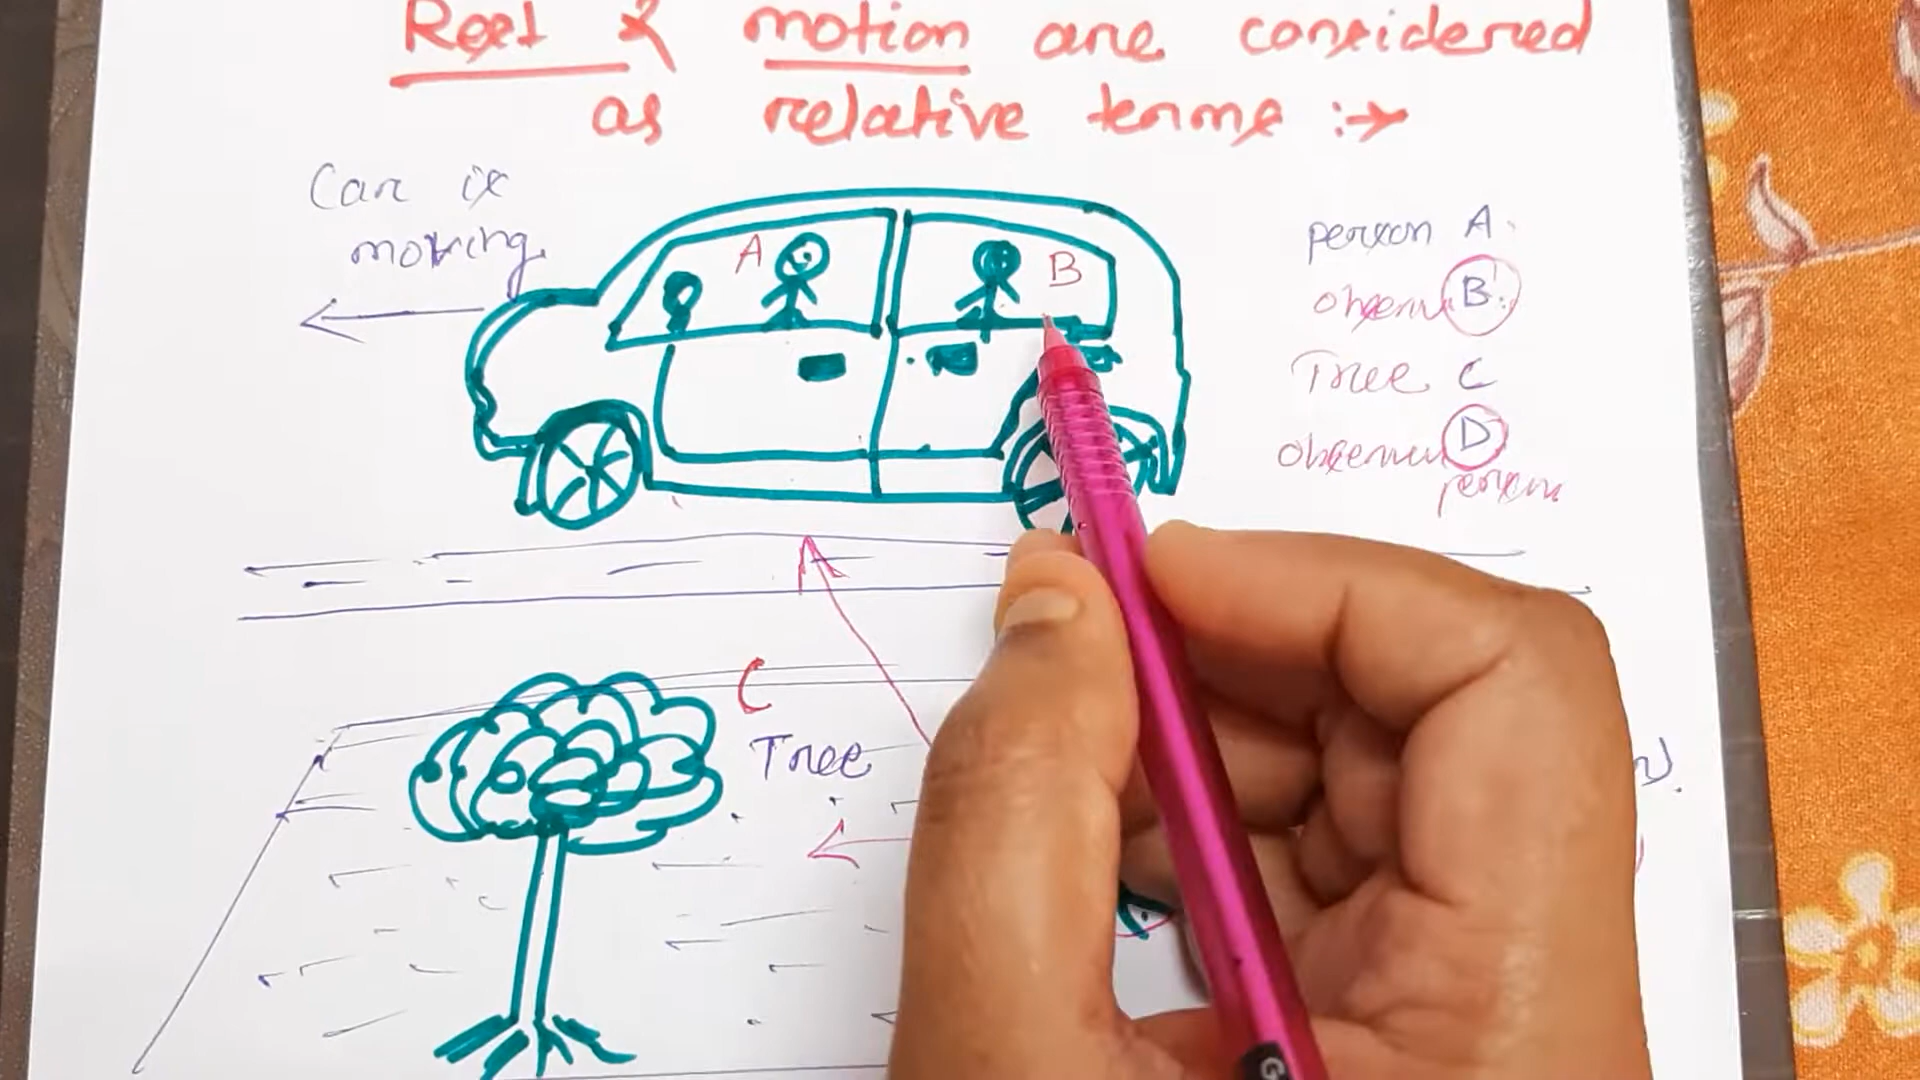 Rest & motion are considered
as relative terms :→
Car is
moving
A
B
person A.
observer B
Tree C
observer D
person
C
Tree
G